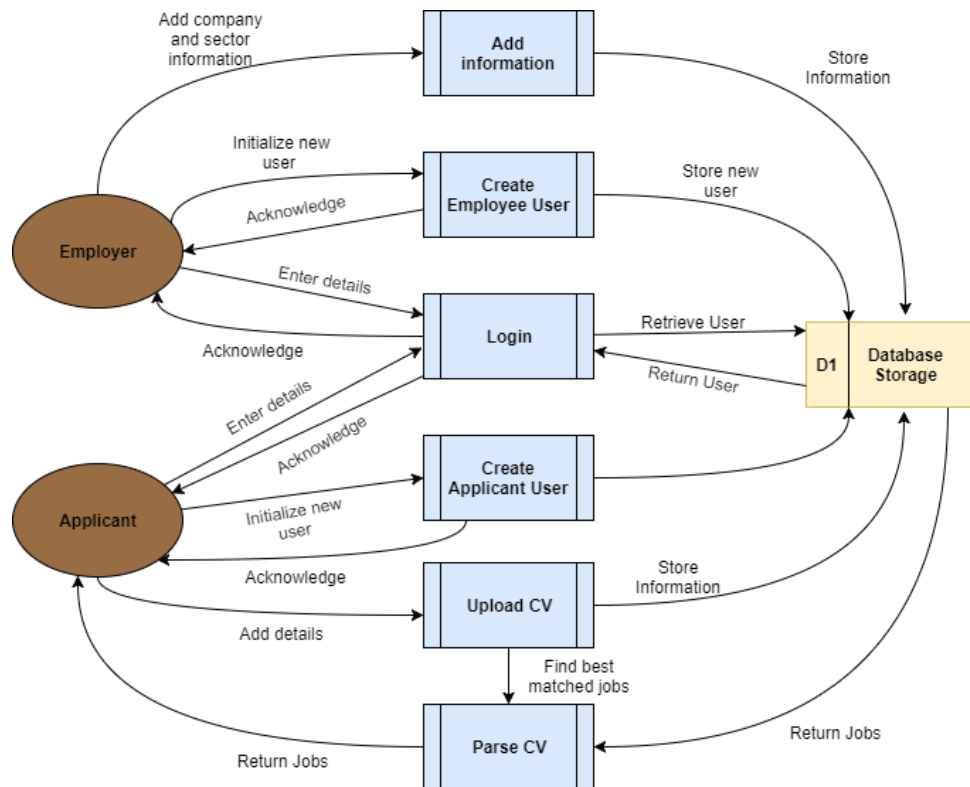 Add company
and sector
information
Add
information
Store
Information
Initialize new
user
Create
Employee User
Store new
user
Acknowledge
Employer
Enter details
Login
Retrieve User
Acknowledge
Return User
D1
Database
Storage
Enter details
Acknowledge
Create
Applicant User
Applicant
Initialize new
user
Acknowledge
Store
Information
Upload CV
Add details
Find best
matched jobs
Parse CV
Return Jobs
Return Jobs